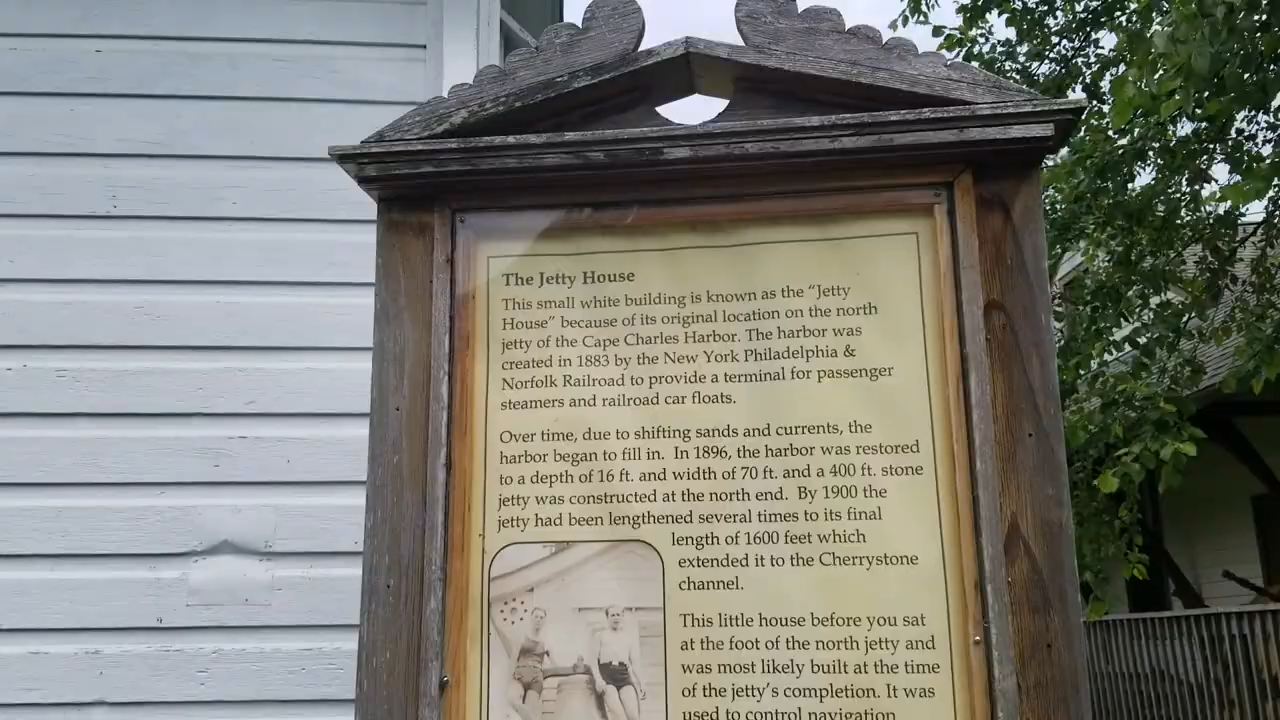 The Jetty House
This small white building is known as the “Jetty
House” because of its original location on the north
jetty of the Cape Charles Harbor. The harbor was
created in 1883 by the New York Philadelphia &
Norfolk Railroad to provide a terminal for passenger
steamers and railroad car floats.
Over time, due to shifting sands and currents, the
harbor began to fill in. In 1896, the harbor was restored
to a depth of 16 ft. and width of 70 ft. and a 400 ft. stone
jetty was constructed at the north end. By 1900 the
jetty had been lengthened several times to its final
length of 1600 feet which
extended it to the Cherrystone
channel.
This little house before you sat
at the foot of the north jetty and
was most likely built at the time
of the jetty’s completion. It was
used to control navigation